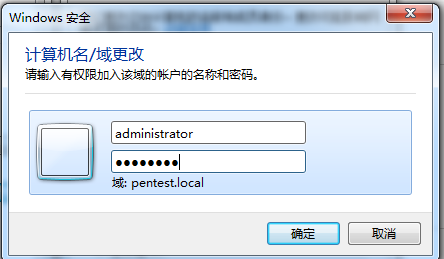 Windows 安全
计算机名/域更改
请输入有权限加入该域的帐户的名称和密码。
administrator
●●●●●●●●
域: pentest.local
确定
取消